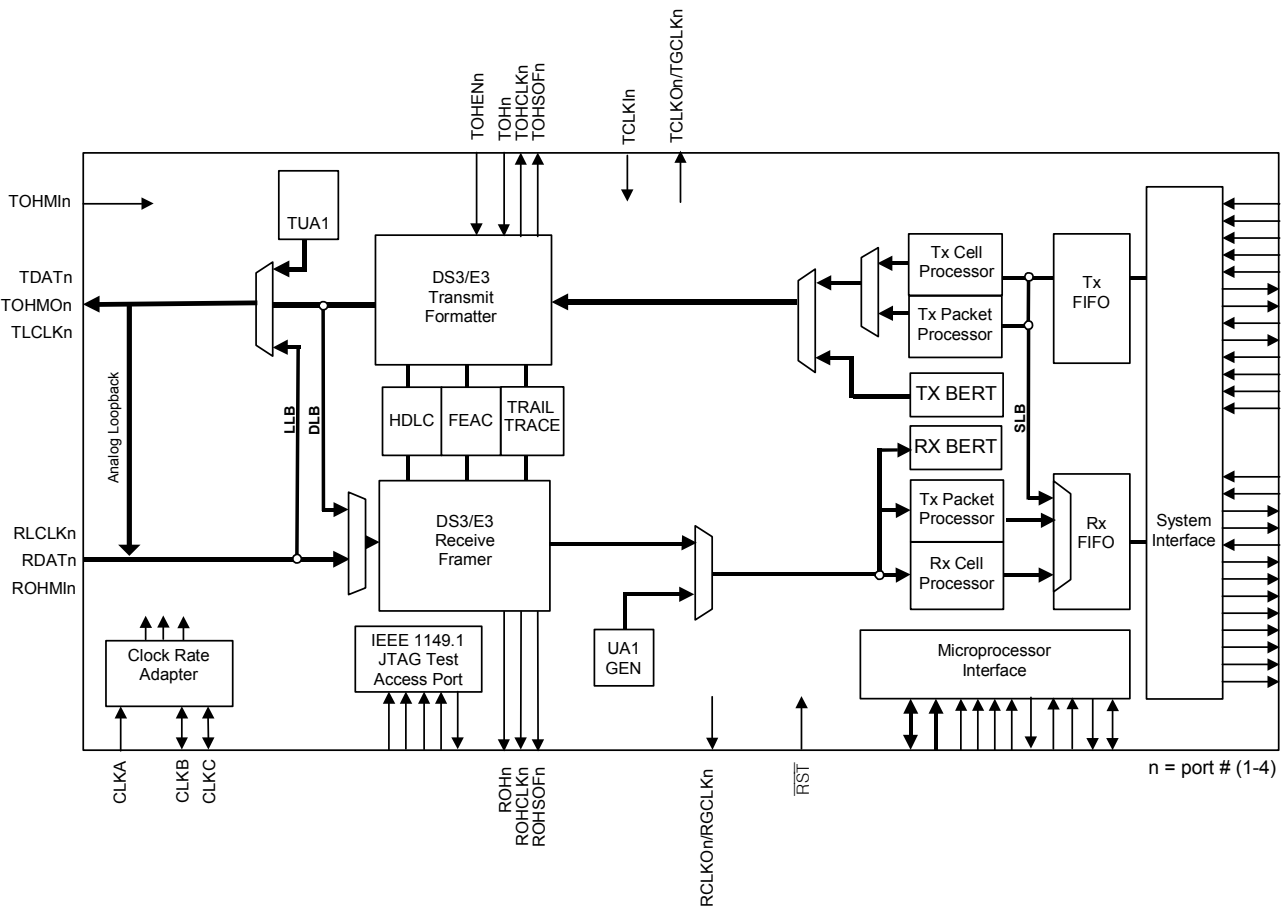 TOHENn
TOHn
TOHCLKn
TOHSOFn
TCLKIn
TCLKOn/TGCLKn
TOHMIn
TUA1
TDATn
TOHMOn
TLCLKn
DS3/E3
Transmit
Formatter
Tx Cell
Processor
Tx Packet
Processor
Tx
FIFO
TX BERT
RX BERT
HDLC
FEAC
TRAIL
TRACE
Analog Loopback
LLB
DLB
SLB
RLCLKn
RDATn
ROHMIn
DS3/E3
Receive
Framer
Tx Packet
Processor
Rx Cell
Processor
Rx
FIFO
System
Interface
Clock Rate
Adapter
IEEE 1149.1
JTAG Test
Access Port
UA1
GEN
Microprocessor
Interface
CLKA
CLKB
CLKC
ROHn
ROHCLKn
ROHSOFn
RCLKOn/RGCLKn
RST
n = port # (1-4)